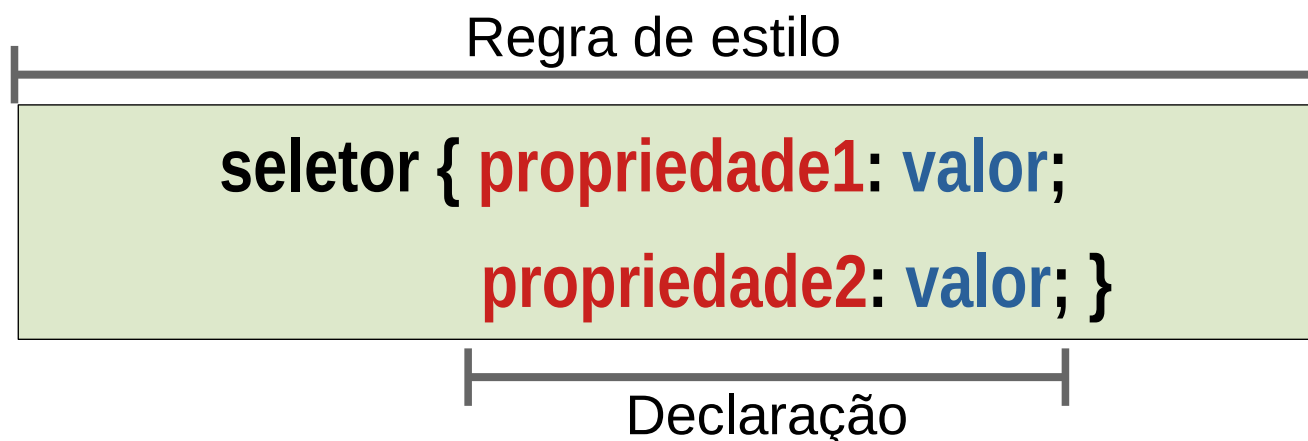 Regra de estilo
seletor { propriedade1: valor;
propriedade2: valor; }
Declaração